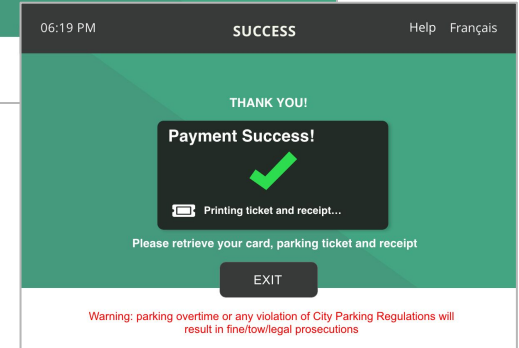 06:19 PM
SUCCESS
Help
Français
THANK YOU!
Payment Success!
Printing ticket and receipt...
Please retrieve your card, parking ticket and receipt
EXIT
Warning: parking overtime or any violation of City Parking Regulations will
result in fine/tow/legal prosecutions